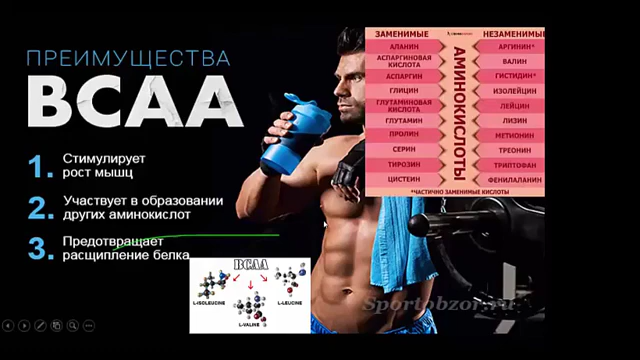 ПРЕИМУЩЕСТВА
BCAA
1. Стимулирует
рост мышц
2. Участвует в образовании
других аминокислот
3. Предотвращает
расщипление белка
ЗАМЕНИМЫЕ
АЛАНИН
АСПАРГИНОВАЯ
КИСЛОТА
АСПАРГИН
ГЛИЦИН
ГЛУТАМИНОВАЯ
КИСЛОТА
ГЛУТАМИН
ПРОЛИН
СЕРИН
ТИРОЗИН
ЦИСТЕИН
АМИНОКИСЛОТЫ
НЕЗАМЕНИМЫЕ
АРГИНИН*
ВАЛИН
ГИСТИДИН*
ИЗОЛЕЙЦИН
ЛЕЙЦИН
ЛИЗИН
МЕТИОНИН
ТРЕОНИН
ТРИПТОФАН
ФЕНИЛАЛАНИН
*ЧАСТИЧНО ЗАМЕНИМЫЕ КИСЛОТЫ
BCAA
L-ISOLEUCINE
L-LEUCINE
L-VALINE
Sportobzor.ru